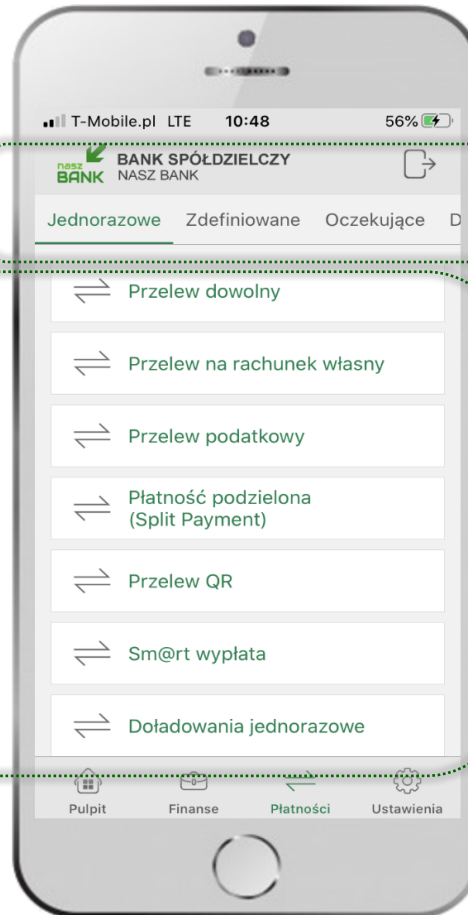 T-Mobile.pl LTE 10:48 56%
nasz BANK
BANK SPÓŁDZIELCZY
NASZ BANK
Jednorazowe Zdefiniowane Oczekujące D
Przelew dowolny
Przelew na rachunek własny
Przelew podatkowy
Płatność podzielona
(Split Payment)
Przelew QR
Sm@rt wypłata
Doładowania jednorazowe
Pulpit Finanse Płatności Ustawienia